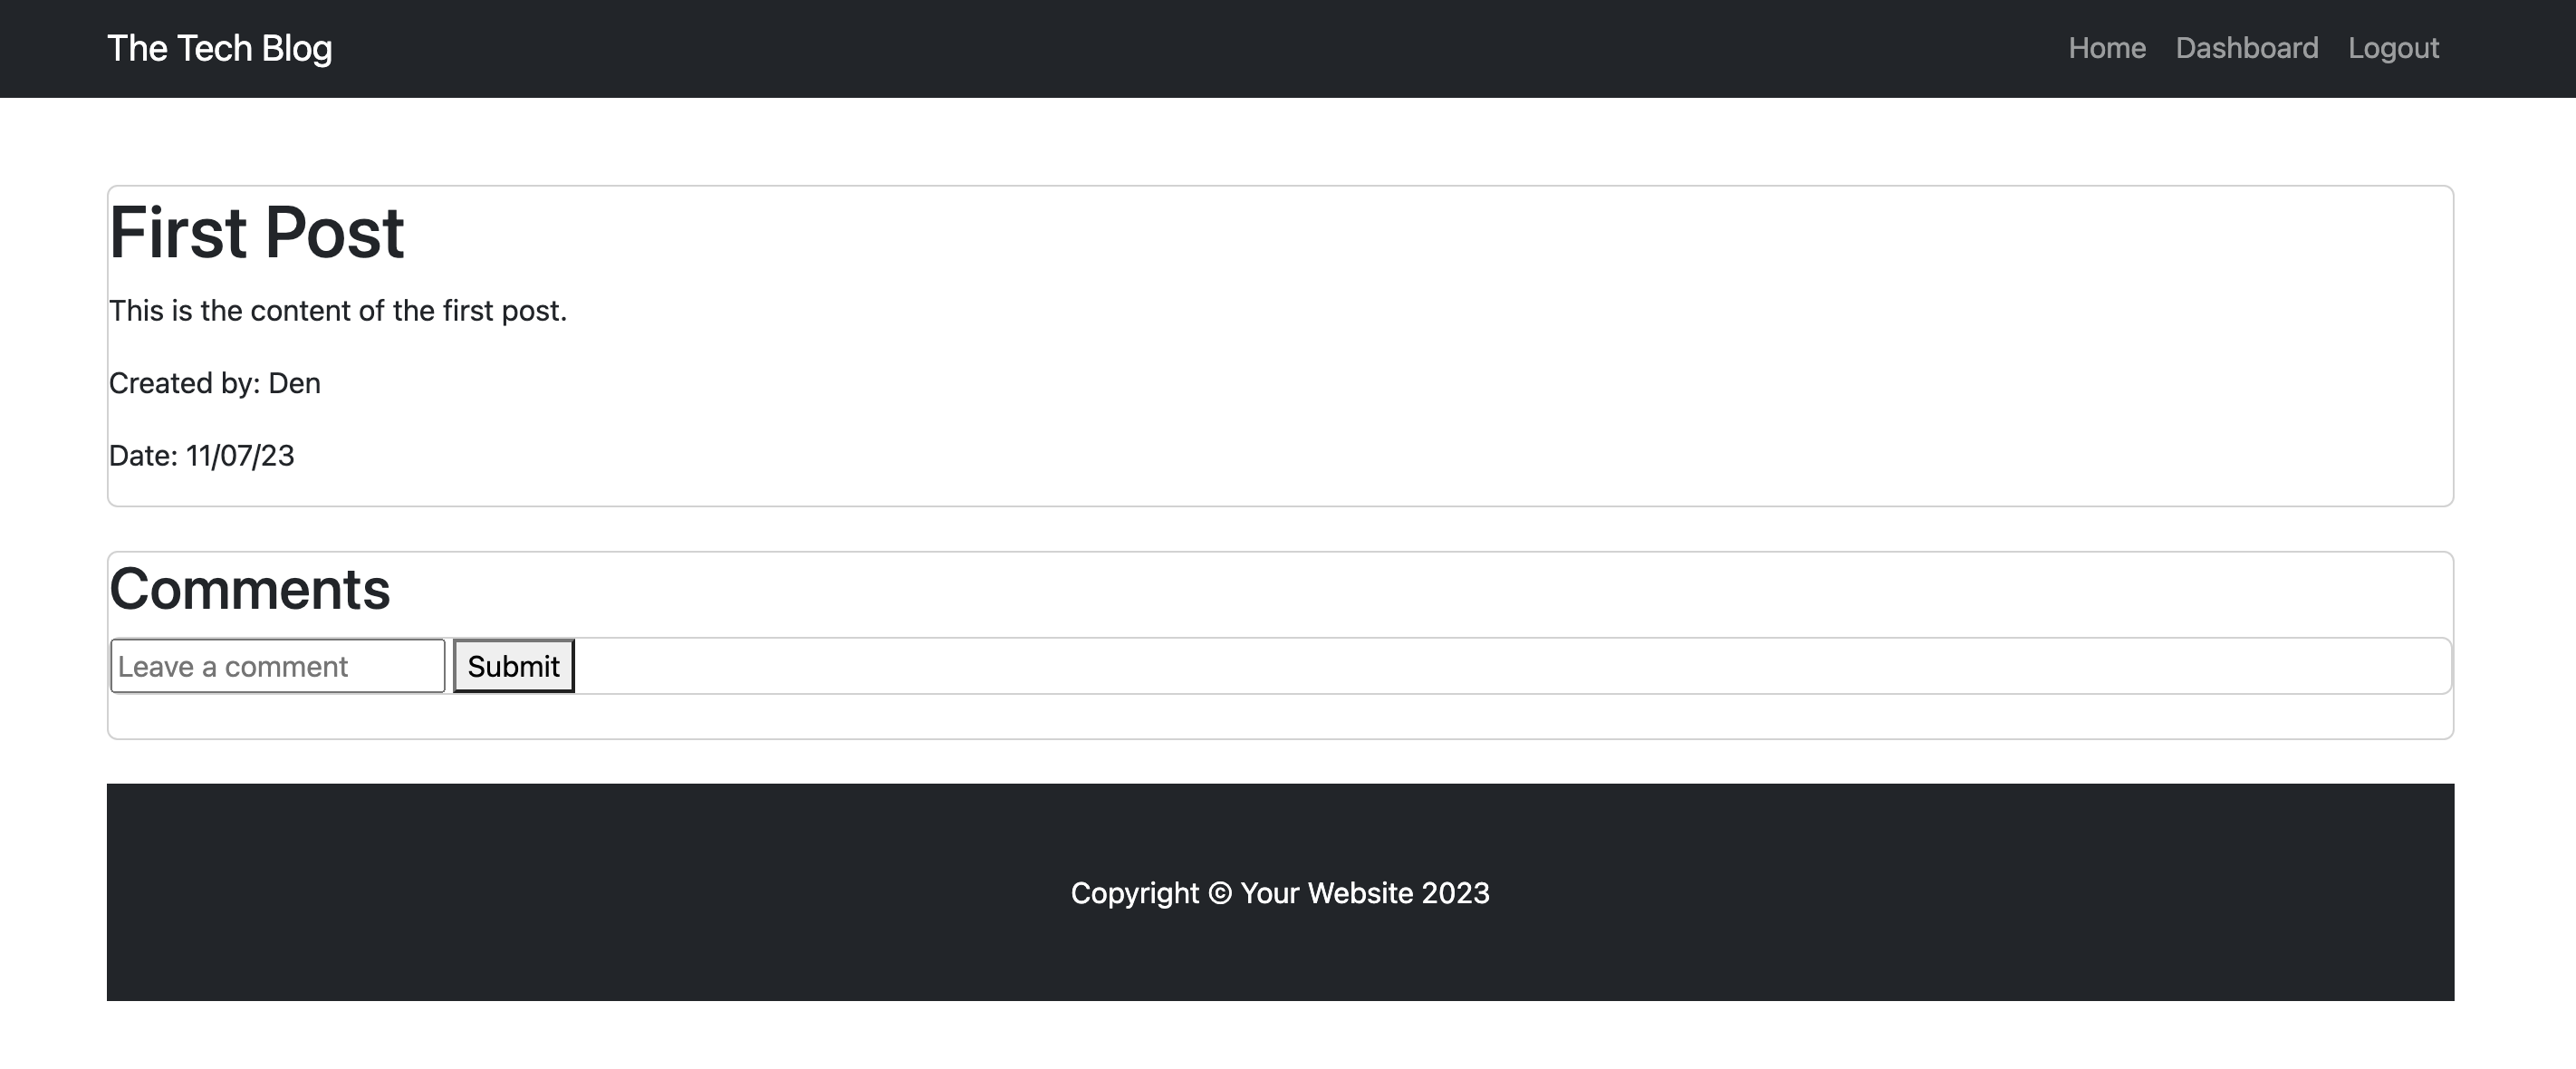 The Tech Blog
Home Dashboard Logout
First Post
This is the content of the first post.
Created by: Den
Date: 11/07/23
Comments
Leave a comment Submit
Copyright © Your Website 2023